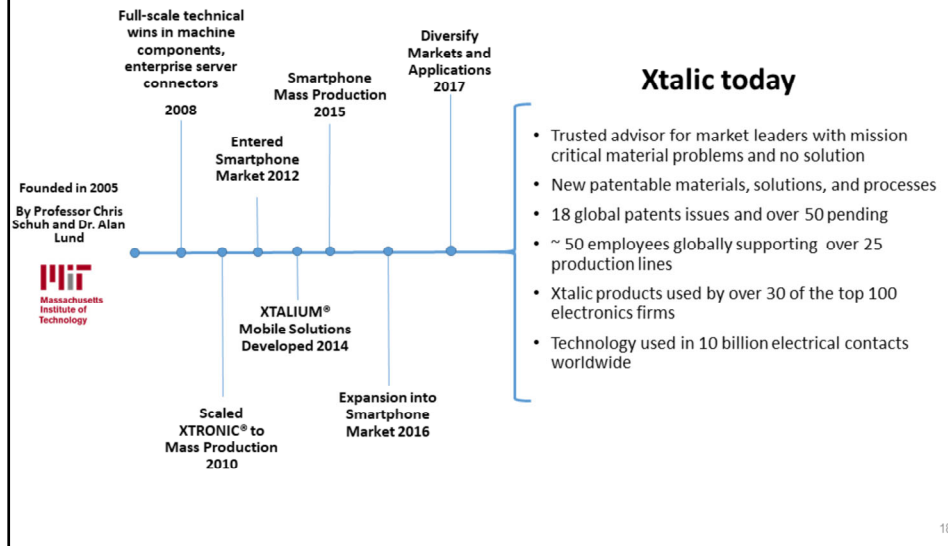 Full-scale technical
wins in machine
components,
enterprise server
connectors
2008
Diversify
Markets and
Applications
2017
Smartphone
Mass Production
2015
Entered
Smartphone
Market 2012
Founded in 2005
By Professor Chris
Schuh and Dr. Alan
Lund
MIT
Massachusetts
Institute of
Technology
XTALIUM®
Mobile Solutions
Developed 2014
Scaled
XTRONIC® to
Mass Production
2010
Expansion into
Smartphone
Market 2016
Xtalic today
• Trusted advisor for market leaders with mission
critical material problems and no solution
• New patentable materials, solutions, and processes
• 18 global patents issues and over 50 pending
• ~ 50 employees globally supporting over 25
production lines
• Xtalic products used by over 30 of the top 100
electronics firms
• Technology used in 10 billion electrical contacts
worldwide